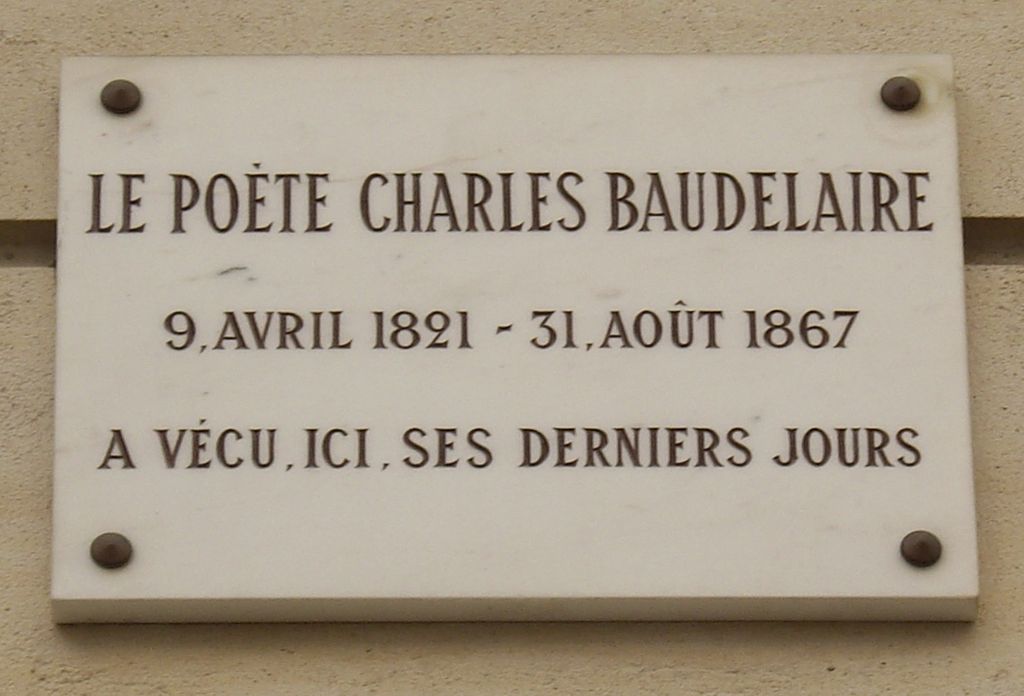 LE POÈTE CHARLES BAUDELAIRE
9, AVRIL 1821 - 31, AOÛT 1867
A VÉCU, ICI, SES DERNIERS JOURS